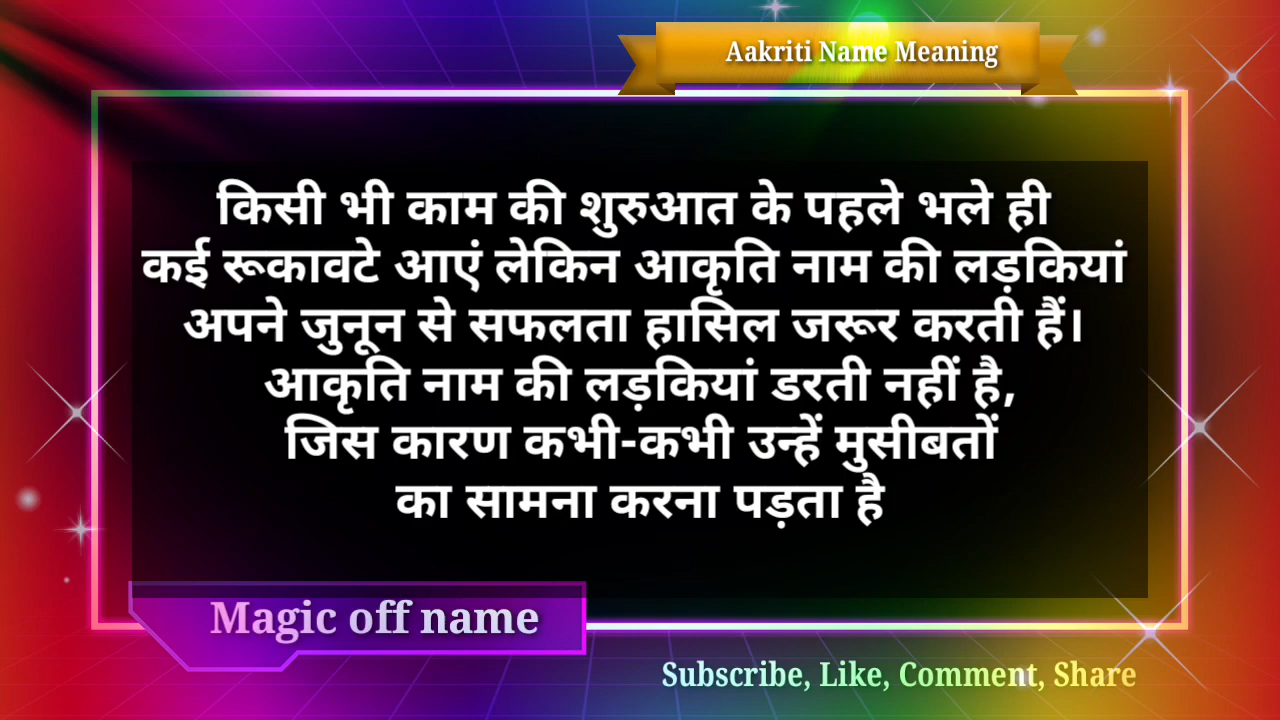 Aakriti Name Meaning
किसी भी काम की शुरुआत के पहले भले ही
कई रूकावटे आएं लेकिन आकृति नाम की लड़कियां
अपने जुनून से सफलता हासिल जरूर करती हैं।
आकृति नाम की लड़कियां डरती नहीं है,
जिस कारण कभी-कभी उन्हें मुसीबतों
का सामना करना पड़ता है
Magic off name
Subscribe, Like, Comment, Share